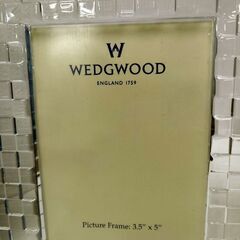 W
WEDGWOOD
ENGLAND 1759
Picture Frame: 3.5" x 5"